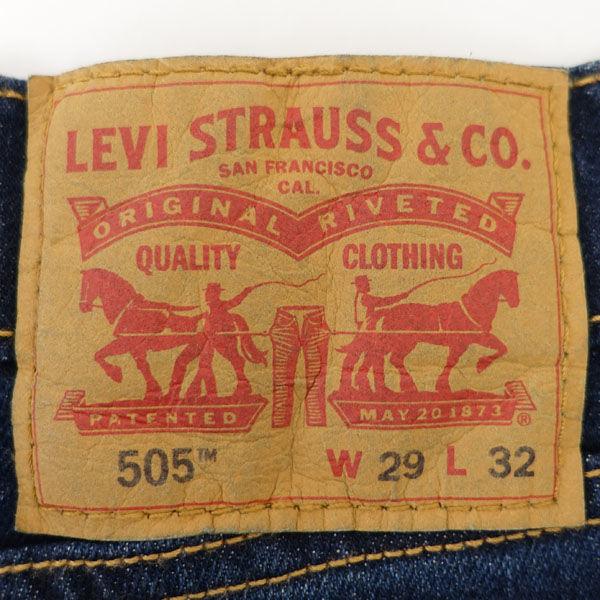 LEVI STRAUSS & CO.
SAN FRANCISCO
CAL.
ORIGINAL RIVETED
QUALITY CLOTHING
PATENTED MAY 20 1873 ®
505™ W 29 L 32